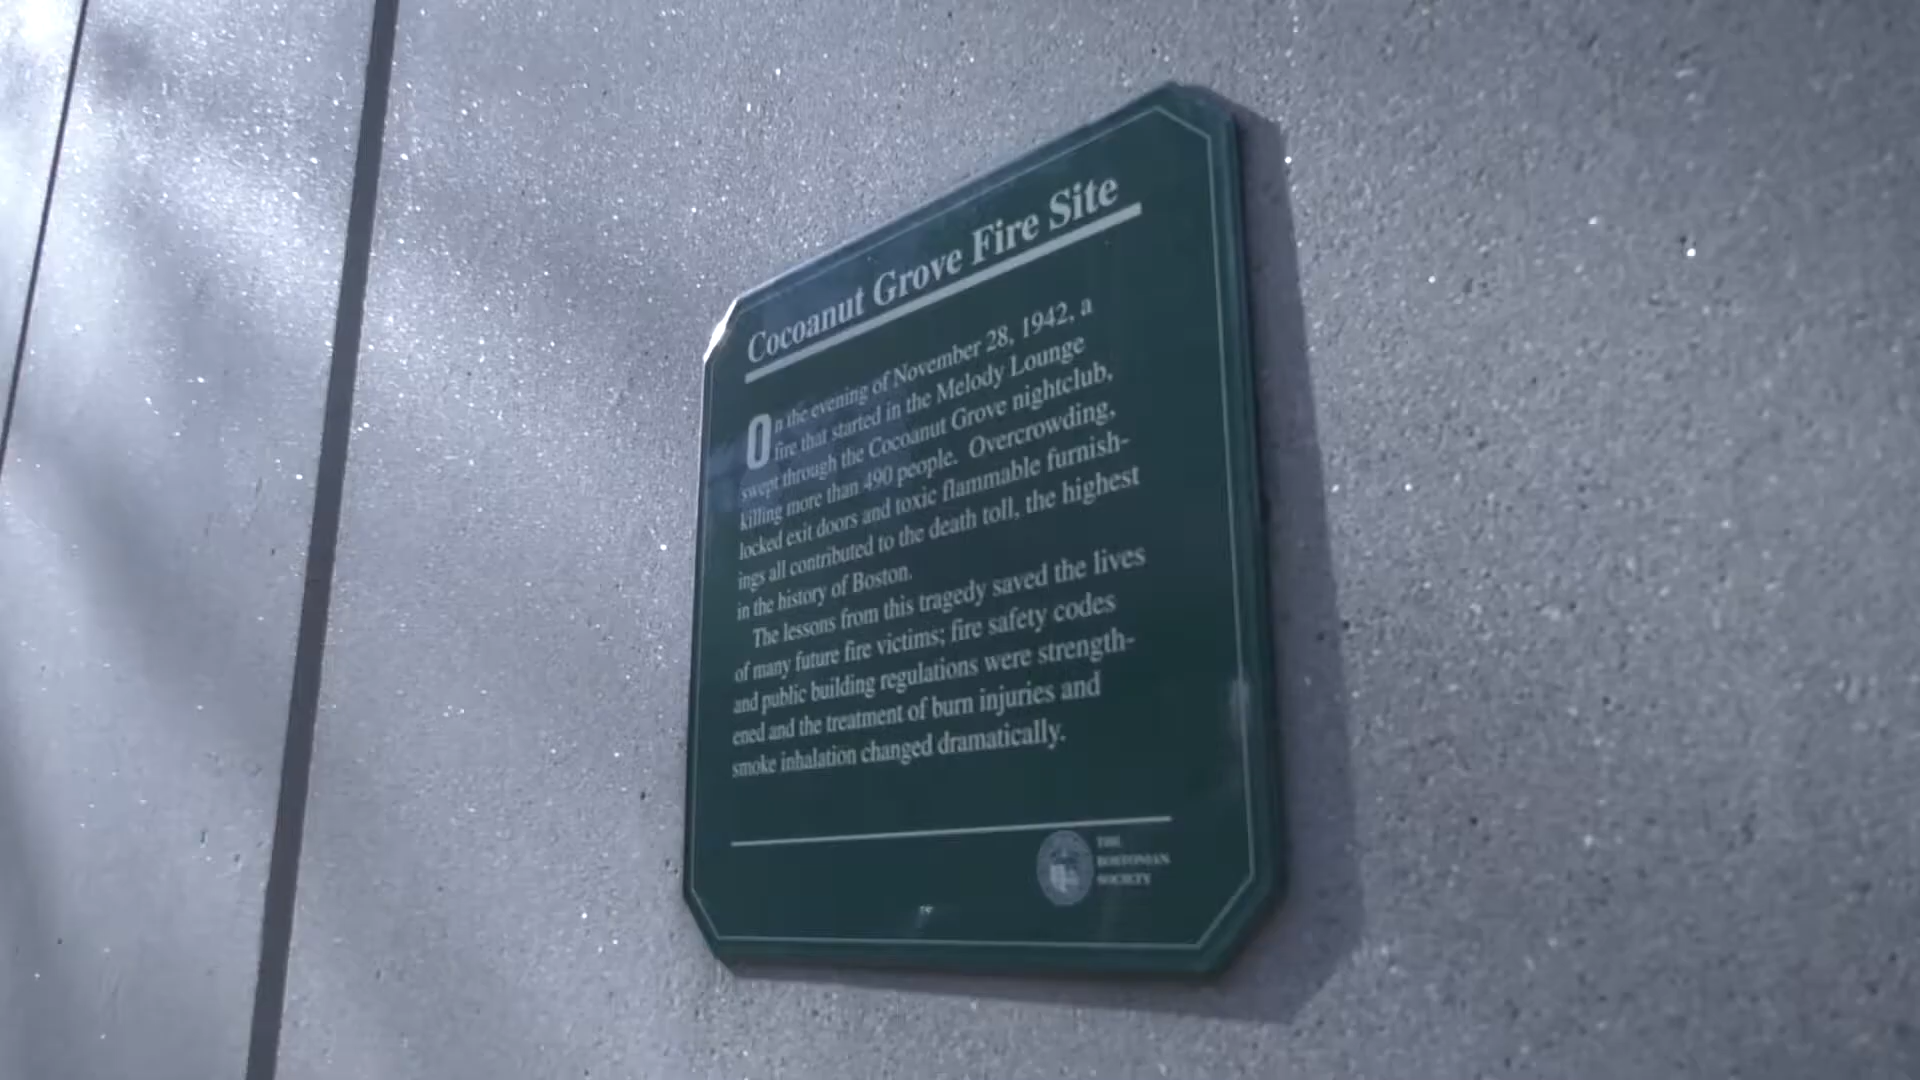 Cocoanut Grove Fire Site
On the evening of November 28, 1942, a
fire that started in the Melody Lounge
swept through the Cocoanut Grove nightclub,
killing more than 490 people. Overcrowding,
locked exit doors and toxic flammable furnish-
ings all contributed to the death toll, the highest
in the history of Boston.
The lessons from this tragedy saved the lives
of many future fire victims; fire safety codes
and public building regulations were strength-
ened and the treatment of burn injuries and
smoke inhalation changed dramatically.
THE
BOSTONIAN
SOCIETY